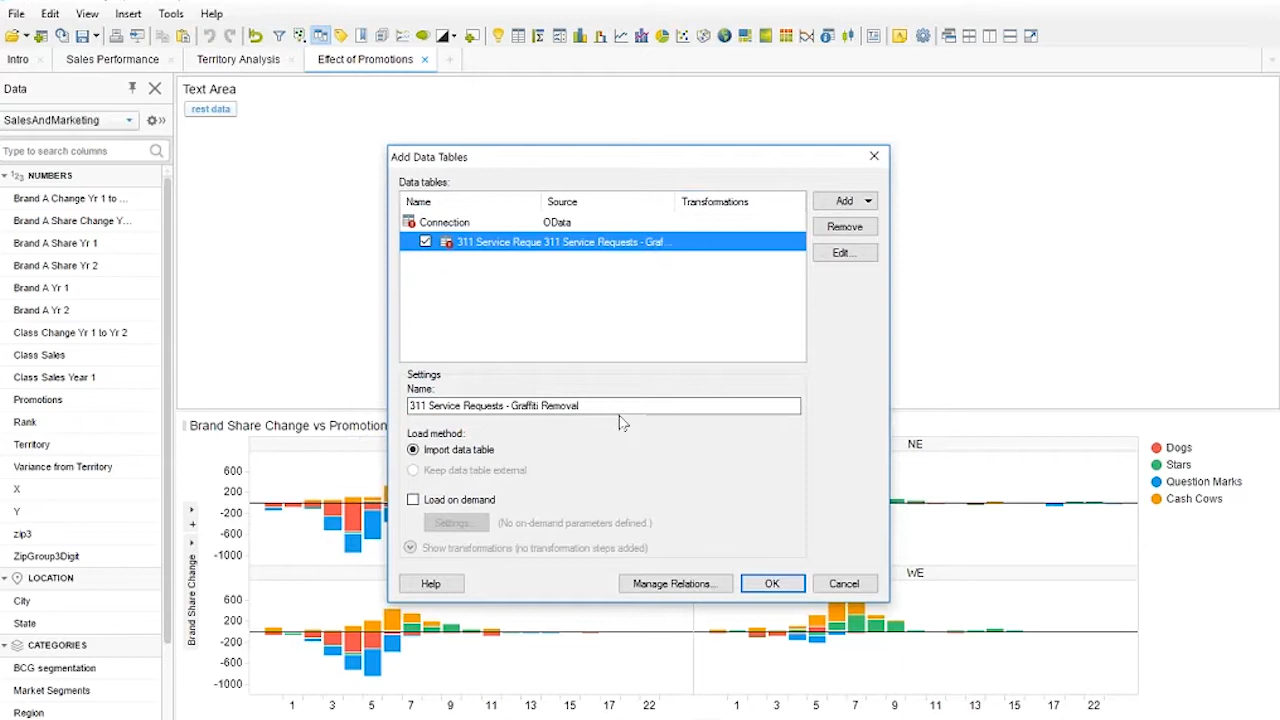 File Edit View Insert Tools Help
Intro Sales Performance Territory Analysis Effect of Promotions
Data
SalesAndMarketing
Type to search columns
NUMBERS
Brand A Change Yr 1 to ...
Brand A Share Change Y...
Brand A Share Yr 1
Brand A Share Yr 2
Brand A Yr 1
Brand A Yr 2
Class Change Yr 1 to Yr 2
Class Sales
Class Sales Year 1
Promotions
Rank
Territory
Variance from Territory
X
Y
zip3
ZipGroup3Digit
LOCATION
City
State
CATEGORIES
BCG segmentation
Market Segments
Region
Text Area
rest data
Add Data Tables
Data tables:
Name Source Transformations
Connection OData
311 Service Reque 311 Service Requests - Graf...
Add
Remove
Edit...
Settings
Name:
311 Service Requests - Graffiti Removal
Load method:
Import data table
Keep data table external
Load on demand
Settings... (No on-demand parameters defined.)
Show transformations (no transformation steps added)
Help Manage Relations... OK Cancel
Brand Share Change vs Promotion
NE
600
200
-200
-600
-1000
WE
600
200
-200
-600
-1000
Brand Share Change
1 3 5 7 9 11 13 15 17 22 1 3 5 7 9 11 13 15 17 22
Dogs
Stars
Question Marks
Cash Cows